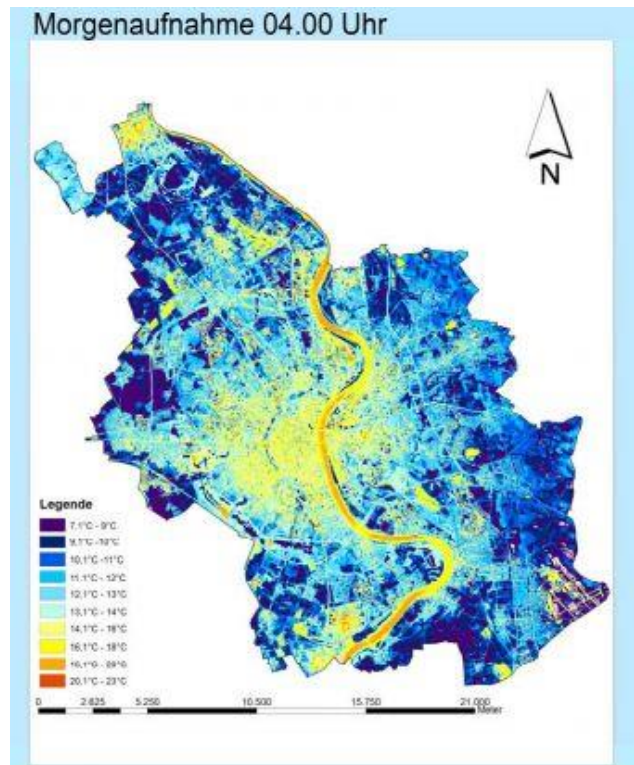 Morgenaufnahme 04.00 Uhr
N
Legende
7,1°C - 9°C
9,1°C - 10°C
10,1°C - 11°C
11,1°C - 12°C
12,1°C - 13°C
13,1°C - 14°C
14,1°C - 16°C
16,1°C - 18°C
20,1°C - 23°C
0 2.625 5.250 10.500 15.750 21.000
Meter